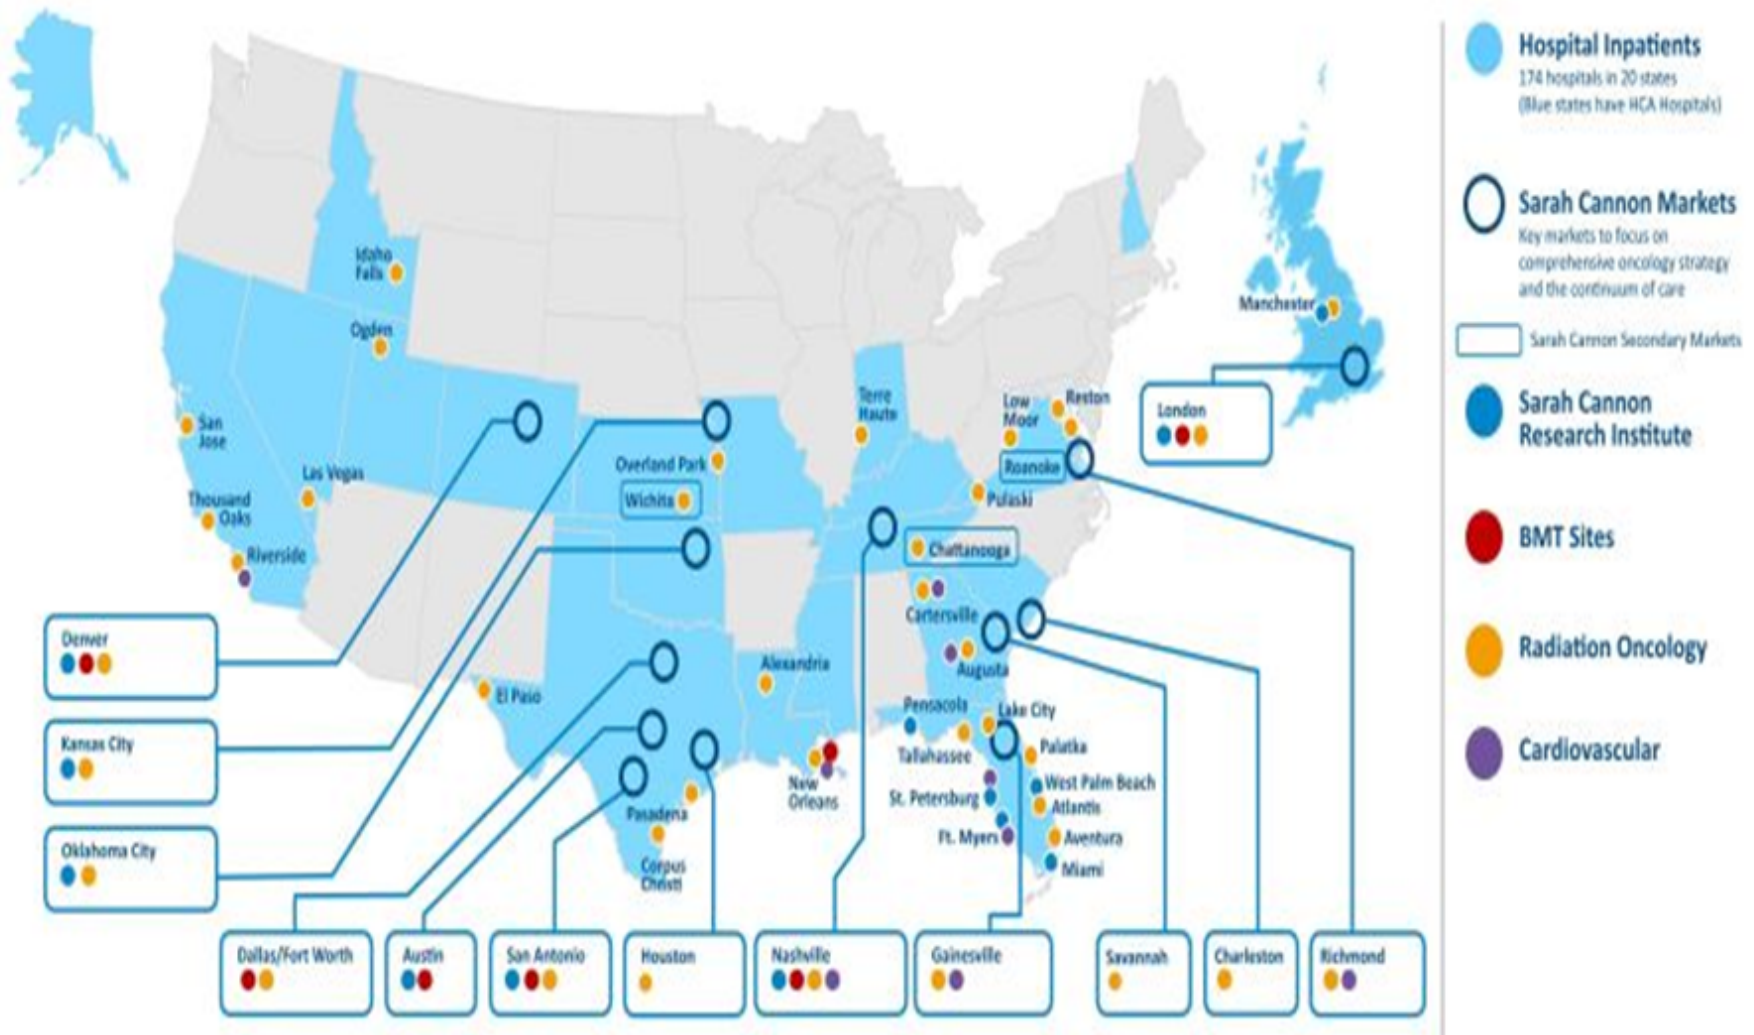 Idaho
Falls
Ogden
San
Jose
Las Vegas
Thousand
Oaks
Riverside
Overland Park
Wichita
Terre
Haute
Low
Moor
Reston
Roanoke
Pulaski
Chattanooga
Cartersville
Augusta
El Paso
Alexandria
Pensacola
Lake City
Tallahassee
Palatka
New
Orleans
St. Petersburg
West Palm Beach
Atlantis
Ft. Myers
Aventura
Miami
Pasadena
Corpus
Christi
Manchester
London
Denver
Kansas City
Oklahoma City
Dallas/Fort Worth
Austin
San Antonio
Houston
Nashville
Gainesville
Savannah
Charleston
Richmond
Hospital Inpatients
174 hospitals in 20 states
(Blue states have HCA Hospitals)
Sarah Cannon Markets
Key markets to focus on
comprehensive oncology strategy
and the continuum of care
Sarah Cannon Secondary Markets
Sarah Cannon
Research Institute
BMT Sites
Radiation Oncology
Cardiovascular